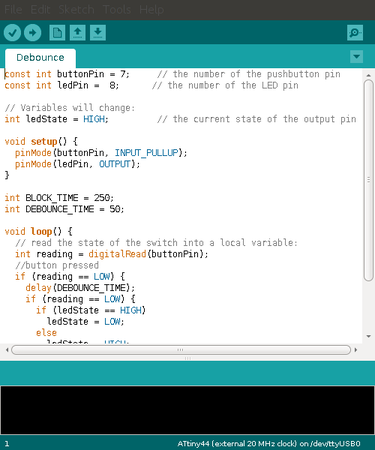 File Edit Sketch Tools Help
Debounce
const int buttonPin = 7;     // the number of the pushbutton pin
const int ledPin =  8;      // the number of the LED pin
// Variables will change:
int ledState = HIGH;         // the current state of the output pin
void setup() {
  pinMode(buttonPin, INPUT_PULLUP);
  pinMode(ledPin, OUTPUT);
}
int BLOCK_TIME = 250;
int DEBOUNCE_TIME = 50;
void loop() {
  // read the state of the switch into a local variable:
  int reading = digitalRead(buttonPin);
  //button pressed
  if (reading == LOW) {
    delay(DEBOUNCE_TIME);
    if (reading == LOW) {
      if (ledState == HIGH)
        ledState = LOW;
      else
        ledState = HIGH;
1
ATtiny44 (external 20 MHz clock) on /dev/ttyUSB0